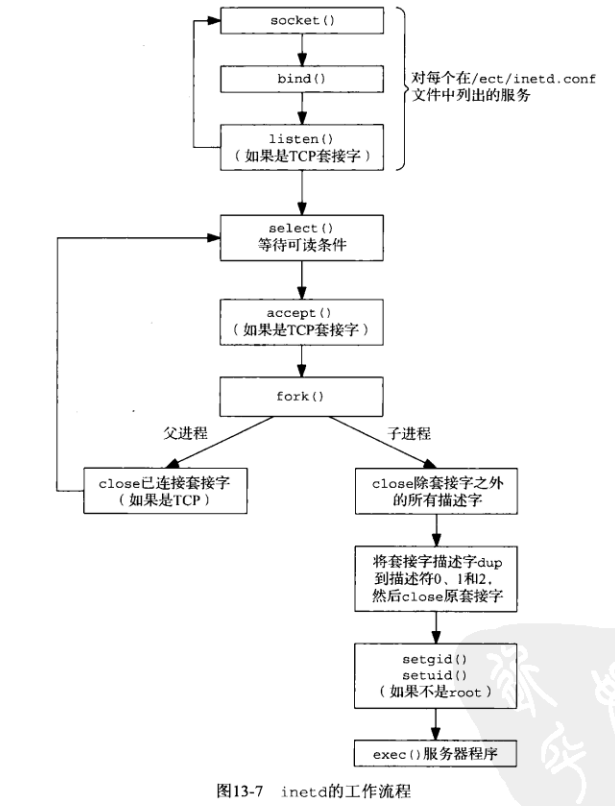 socket()
bind()
对每个在/ect/inetd.conf
文件中列出的服务
listen()
(如果是TCP套接字)
select()
等待可读条件
accept()
(如果是TCP套接字)
fork()
父进程
子进程
close已连接套接字
(如果是TCP)
close除套接字之外
的所有描述字
将套接字描述字dup
到描述符0、1和2,
然后close原套接字
setgid()
setuid()
(如果不是root)
exec()服务器程序
图13-7 inetd的工作流程